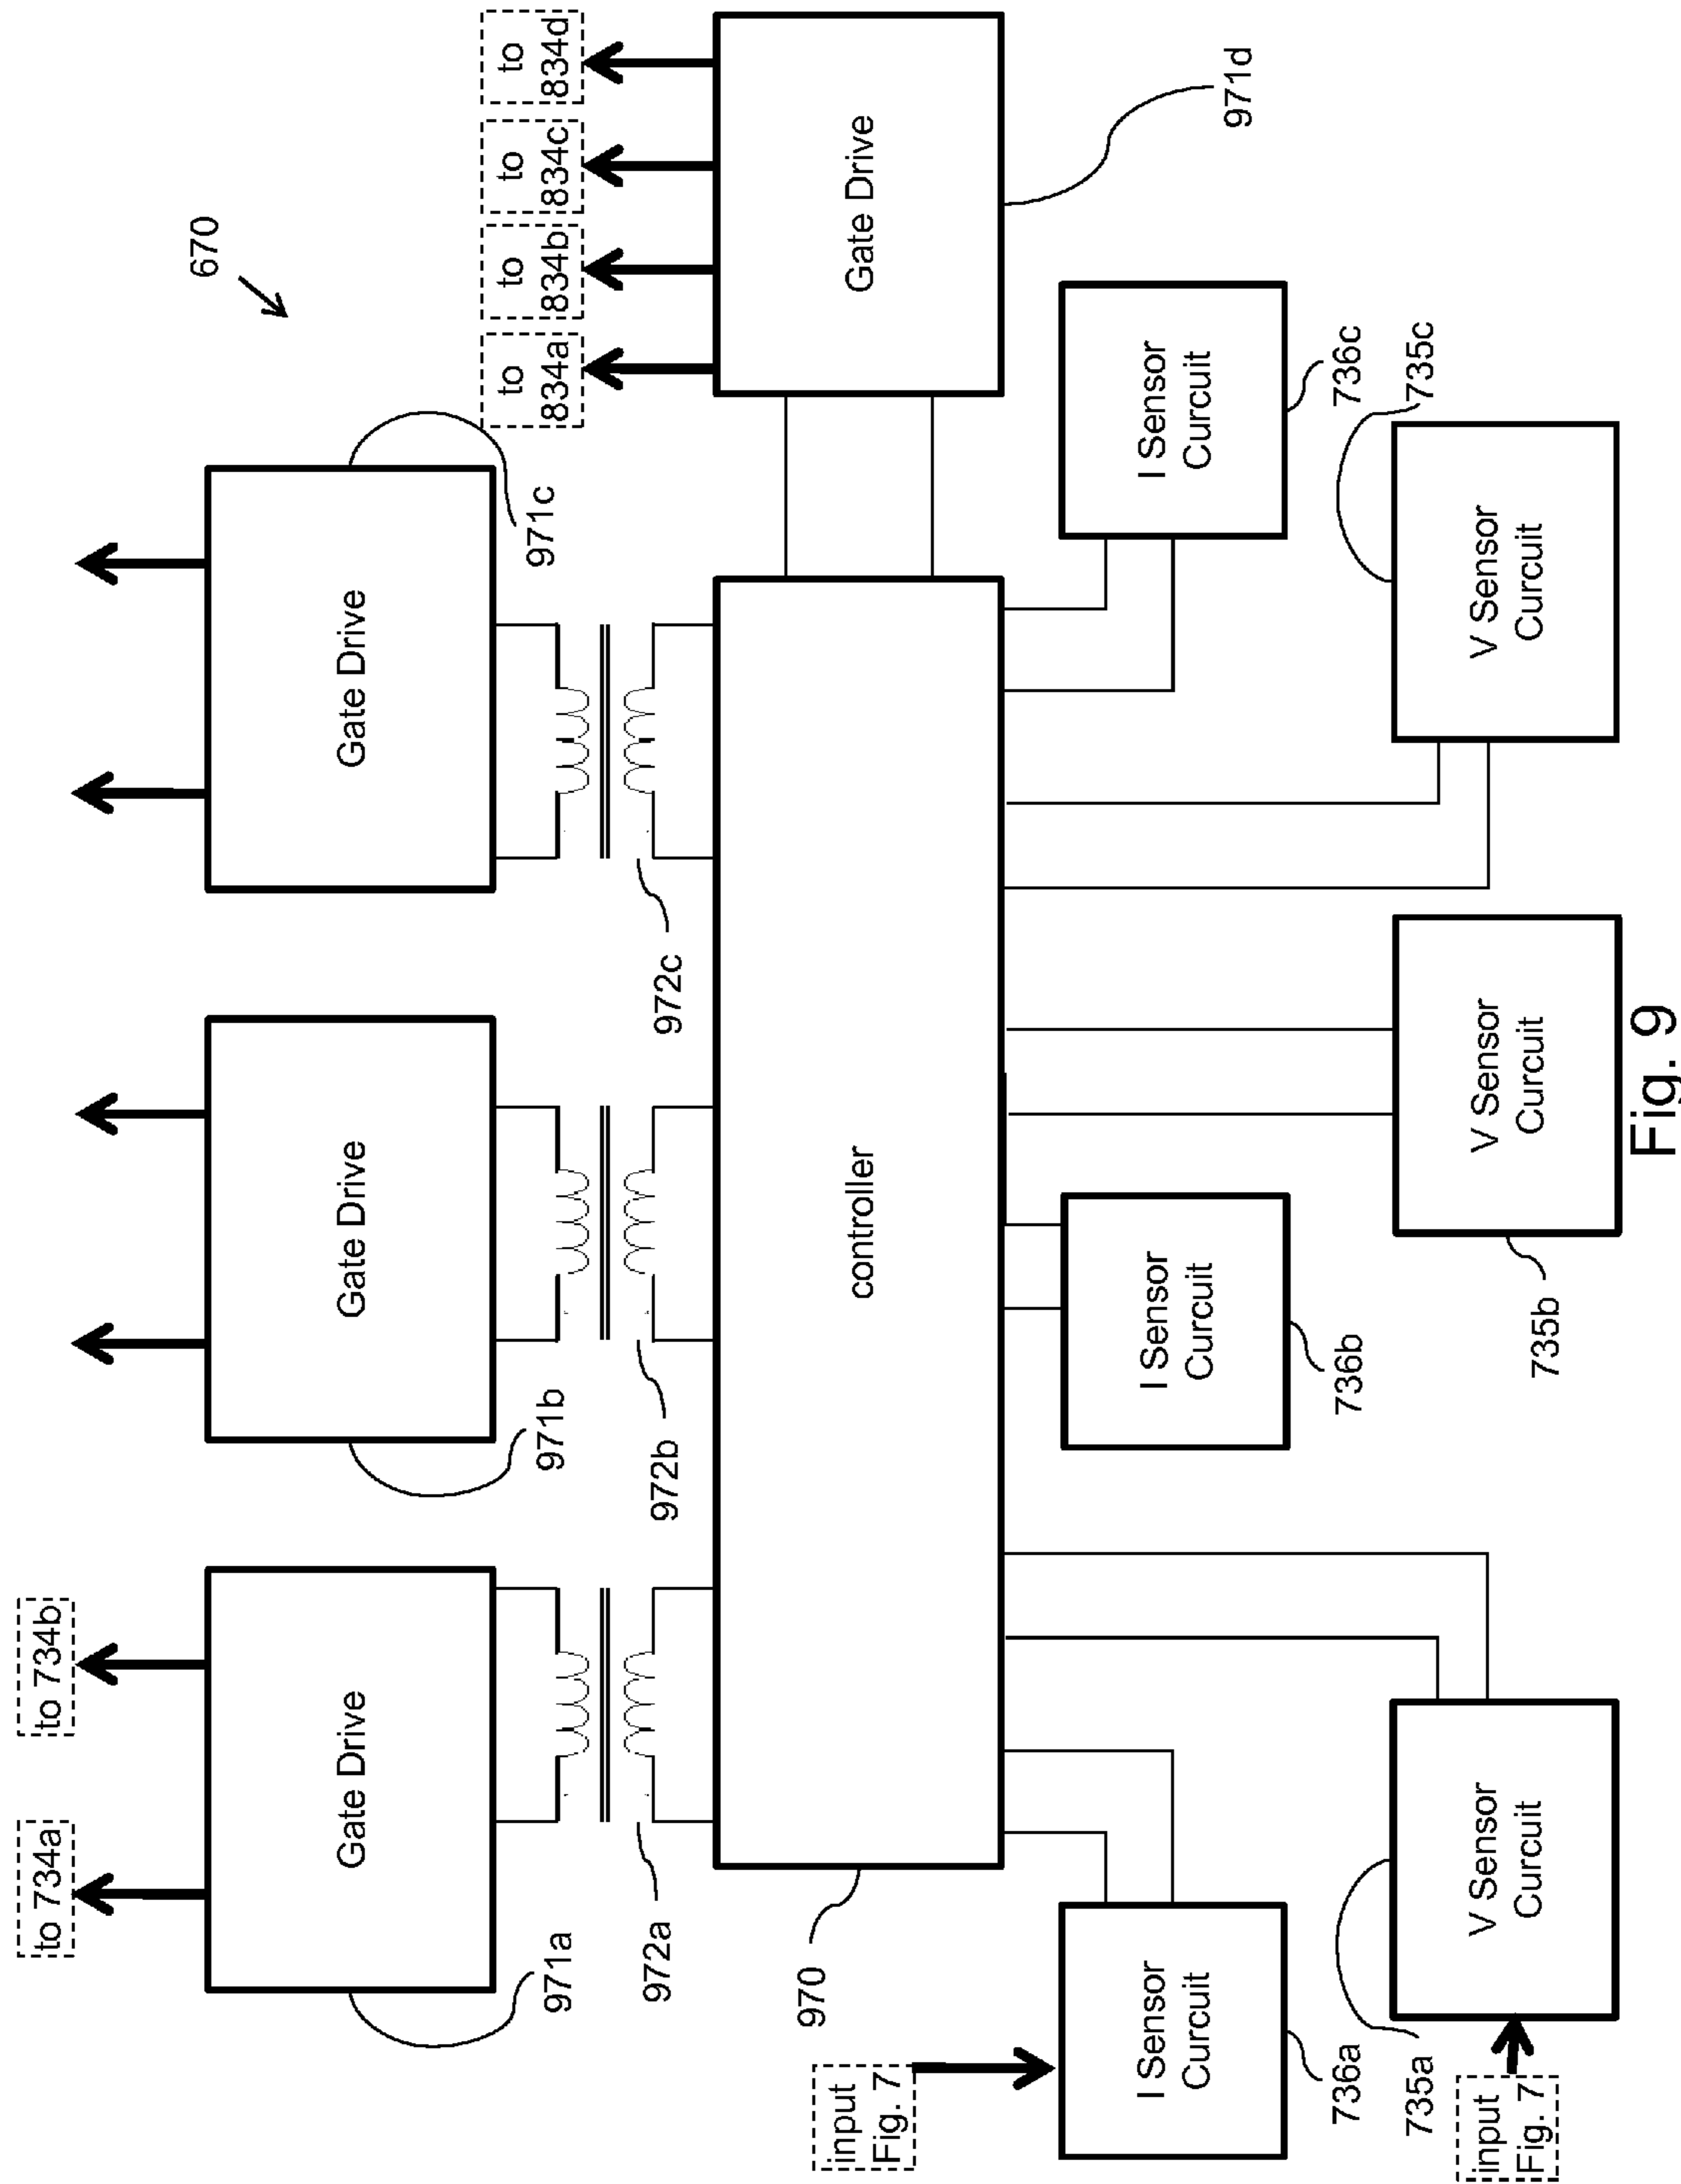 670
to 734a
to 734b
Gate Drive
Gate Drive
Gate Drive
971a
971b
971c
972a
972b
972c
to
834a
to
834b
to
834c
to
834d
970
controller
Gate Drive
971d
input
Fig. 7
I Sensor
Curcuit
736a
I Sensor
Curcuit
736b
I Sensor
Curcuit
736c
735a
input
Fig. 7
V Sensor
Curcuit
V Sensor
Curcuit
735b
V Sensor
Curcuit
735c
Fig. 9